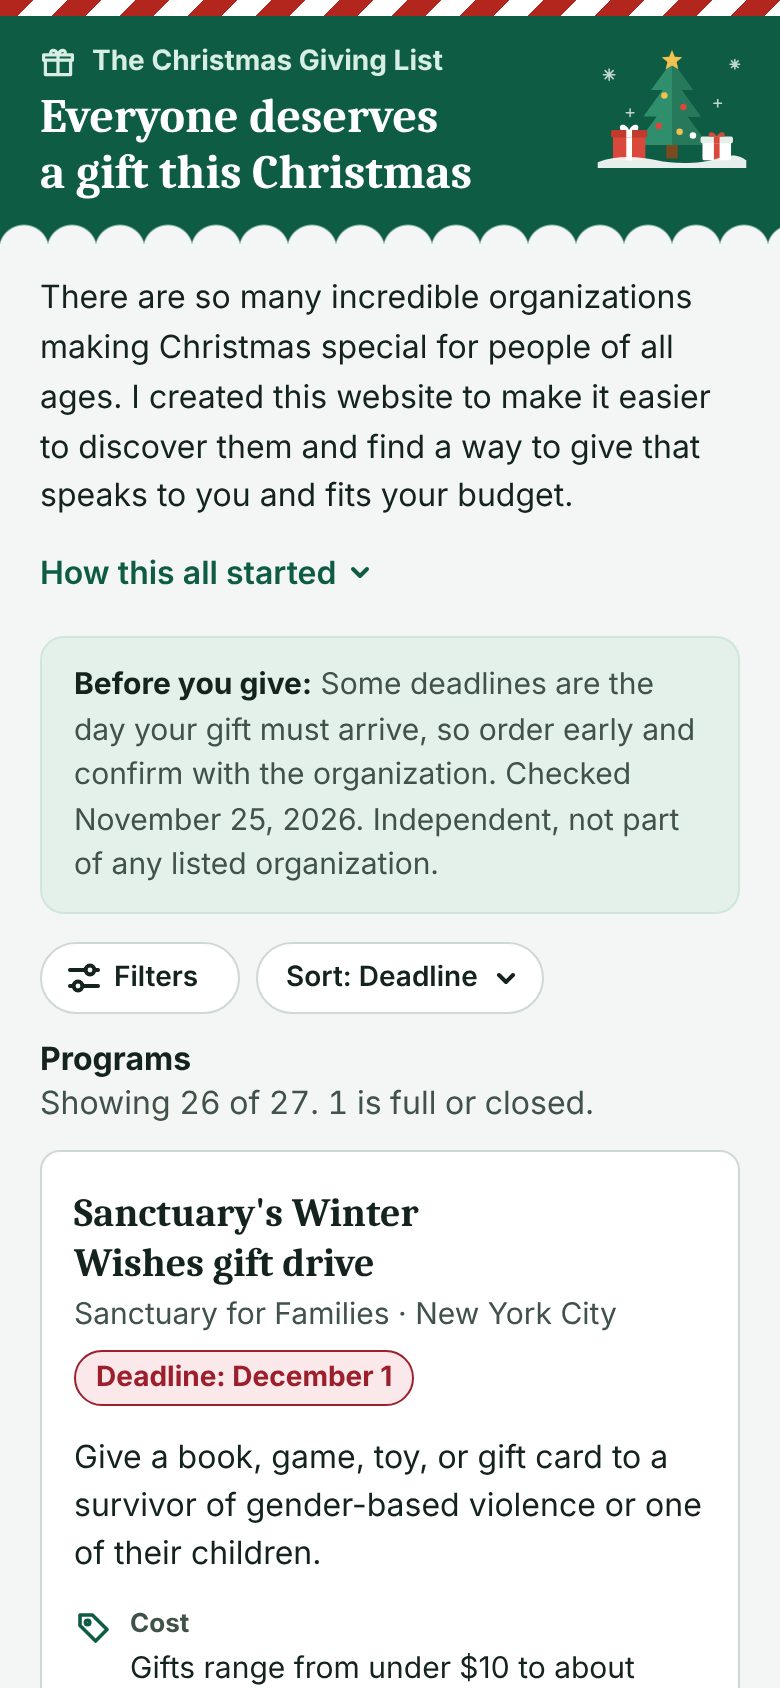 The Christmas Giving List
Everyone deserves
a gift this Christmas
There are so many incredible organizations
making Christmas special for people of all
ages. I created this website to make it easier
to discover them and find a way to give that
speaks to you and fits your budget.
How this all started
Before you give: Some deadlines are the
day your gift must arrive, so order early and
confirm with the organization. Checked
November 25, 2026. Independent, not part
of any listed organization.
Filters
Sort: Deadline
Programs
Showing 26 of 27. 1 is full or closed.
Sanctuary's Winter
Wishes gift drive
Sanctuary for Families · New York City
Deadline: December 1
Give a book, game, toy, or gift card to a
survivor of gender-based violence or one
of their children.
Cost
Gifts range from under $10 to about